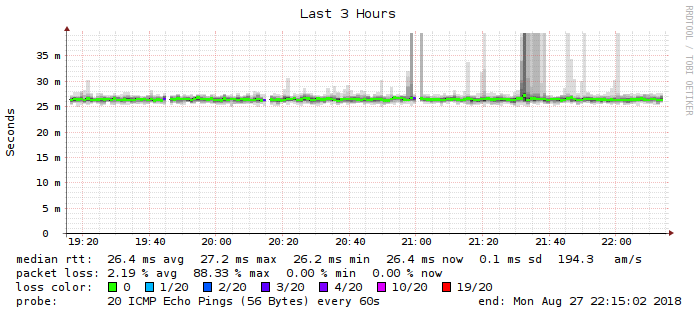 Last 3 Hours
RRDTOOL / TOBI OETIKER
Seconds
35 m
30 m
25 m
20 m
15 m
10 m
5 m
0
19:20 19:40 20:00 20:20 20:40 21:00 21:20 21:40 22:00
median rtt: 26.4 ms avg 27.2 ms max 26.2 ms min 26.4 ms now 0.1 ms sd 194.3 am/s
packet loss: 2.19 % avg 88.33 % max 0.00 % min 0.00 % now
loss color: 0 1/20 2/20 3/20 4/20 10/20 19/20
probe: 20 ICMP Echo Pings (56 Bytes) every 60s end: Mon Aug 27 22:15:02 2018